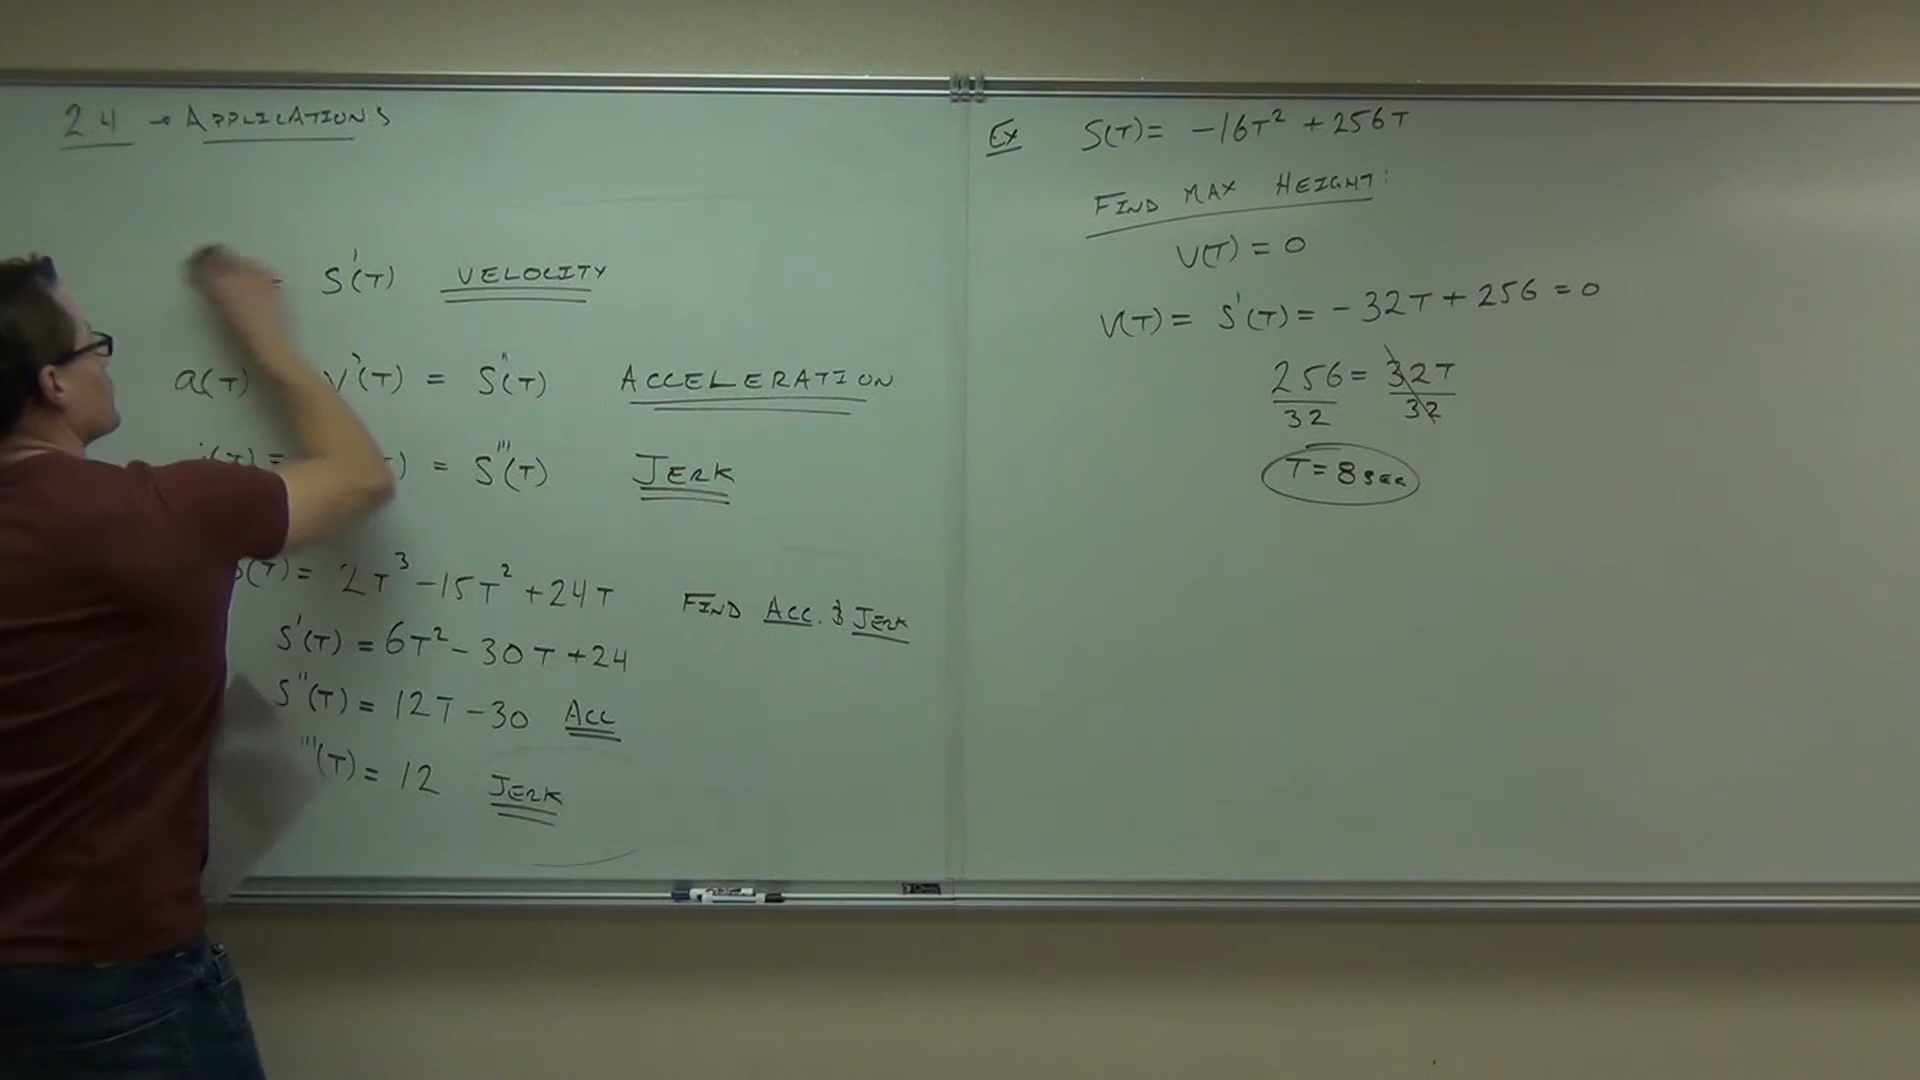 2.4 → APPLICATIONS
= S'(T) VELOCITY
a(T) V'(T) = S''(T) ACCELERATION
j(T) = ) = S'''(T) JERK
S(T) = 2T³ - 15T² + 24T FIND ACC. & JERK
S'(T) = 6T² - 30T + 24
S''(T) = 12T - 30 ACC
'''(T) = 12 JERK
Ex S(T) = -16T² + 256T
FIND MAX HEIGHT:
V(T) = 0
V(T) = S'(T) = -32T + 256 = 0
256 = 32T
32 32
T = 8 sec